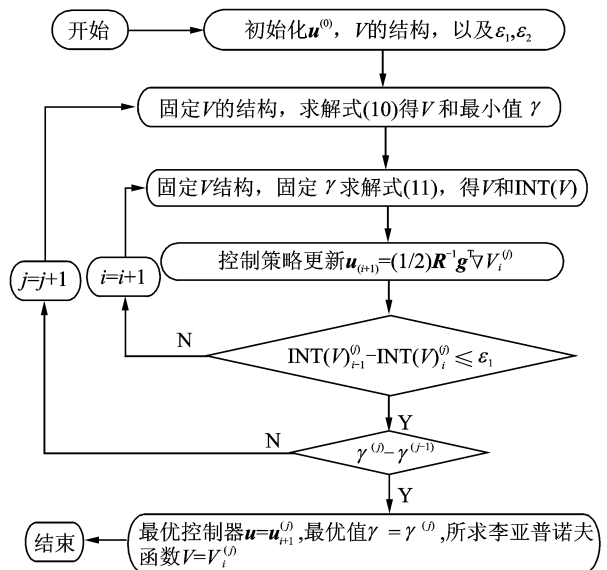 开始
初始化u⁽⁰⁾，V的结构，以及ε₁,ε₂
固定V的结构，求解式(10)得V和最小值γ
固定V结构，固定γ求解式(11)，得V和INT(V)
控制策略更新u₍ᵢ₊₁₎=(1/2)R⁻¹gᵀ∇Vᵢ⁽ʲ⁾
j=j+1
i=i+1
N
INT(V)ᵢ₋₁⁽ʲ⁾−INT(V)ᵢ⁽ʲ⁾≤ε₁
Y
N
γ⁽ʲ⁾−γ⁽ʲ⁻¹⁾
Y
最优控制器u=uᵢ₊₁⁽ʲ⁾,最优值γ=γ⁽ʲ⁾,所求李亚普诺夫
函数V=Vᵢ⁽ʲ⁾
结束